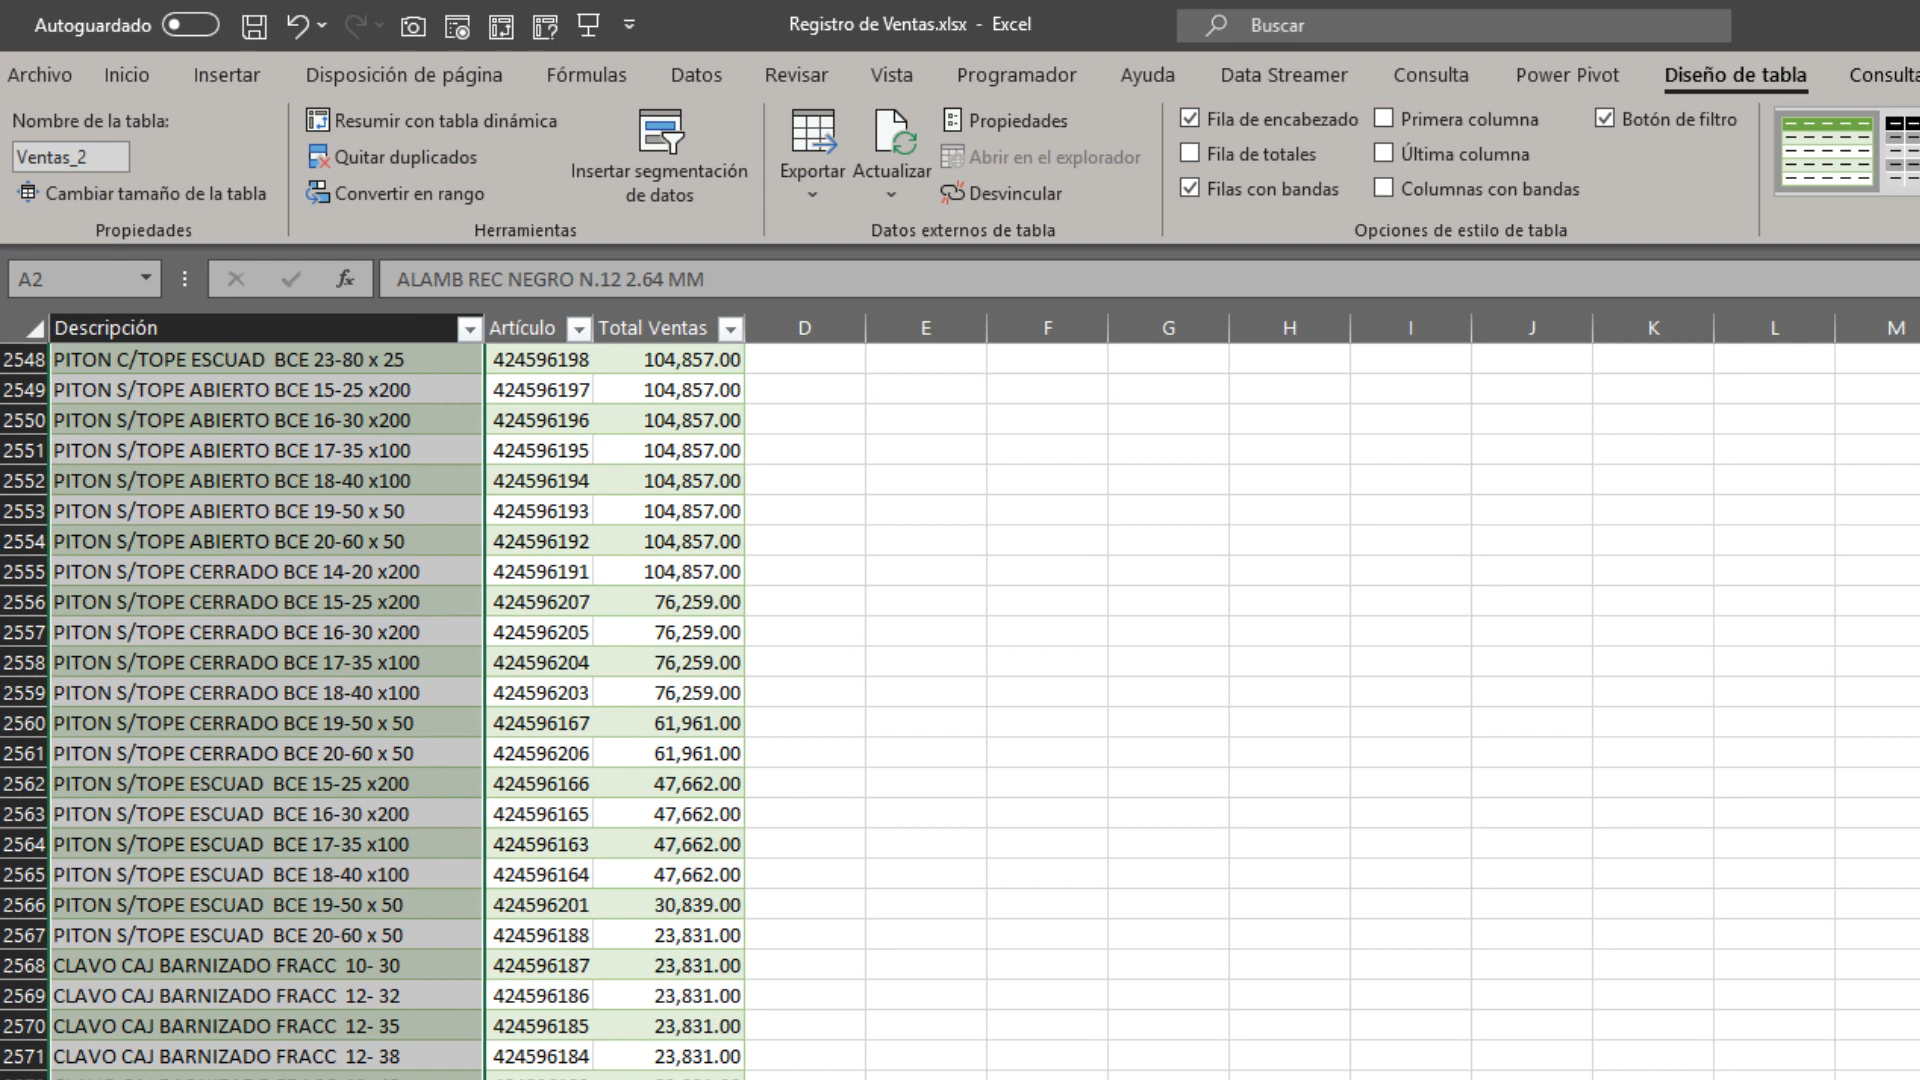 Autoguardado
Registro de Ventas.xlsx - Excel
Buscar
Archivo Inicio Insertar Disposición de página Fórmulas Datos Revisar Vista Programador Ayuda Data Streamer Consulta Power Pivot Diseño de tabla Consulta
Nombre de la tabla:
Ventas_2
Cambiar tamaño de la tabla
Propiedades
Resumir con tabla dinámica
Quitar duplicados
Convertir en rango
Insertar segmentación
de datos
Herramientas
Exportar Actualizar
Propiedades
Abrir en el explorador
Desvincular
Datos externos de tabla
Fila de encabezado Primera columna Botón de filtro
Fila de totales Última columna
Filas con bandas Columnas con bandas
Opciones de estilo de tabla
A2 fx ALAMB REC NEGRO N.12 2.64 MM
Descripción Artículo Total Ventas D E F G H I J K L M
2548 PITON C/TOPE ESCUAD BCE 23-80 x 25 424596198 104,857.00
2549 PITON S/TOPE ABIERTO BCE 15-25 x200 424596197 104,857.00
2550 PITON S/TOPE ABIERTO BCE 16-30 x200 424596196 104,857.00
2551 PITON S/TOPE ABIERTO BCE 17-35 x100 424596195 104,857.00
2552 PITON S/TOPE ABIERTO BCE 18-40 x100 424596194 104,857.00
2553 PITON S/TOPE ABIERTO BCE 19-50 x 50 424596193 104,857.00
2554 PITON S/TOPE ABIERTO BCE 20-60 x 50 424596192 104,857.00
2555 PITON S/TOPE CERRADO BCE 14-20 x200 424596191 104,857.00
2556 PITON S/TOPE CERRADO BCE 15-25 x200 424596207 76,259.00
2557 PITON S/TOPE CERRADO BCE 16-30 x200 424596205 76,259.00
2558 PITON S/TOPE CERRADO BCE 17-35 x100 424596204 76,259.00
2559 PITON S/TOPE CERRADO BCE 18-40 x100 424596203 76,259.00
2560 PITON S/TOPE CERRADO BCE 19-50 x 50 424596167 61,961.00
2561 PITON S/TOPE CERRADO BCE 20-60 x 50 424596206 61,961.00
2562 PITON S/TOPE ESCUAD BCE 15-25 x200 424596166 47,662.00
2563 PITON S/TOPE ESCUAD BCE 16-30 x200 424596165 47,662.00
2564 PITON S/TOPE ESCUAD BCE 17-35 x100 424596163 47,662.00
2565 PITON S/TOPE ESCUAD BCE 18-40 x100 424596164 47,662.00
2566 PITON S/TOPE ESCUAD BCE 19-50 x 50 424596201 30,839.00
2567 PITON S/TOPE ESCUAD BCE 20-60 x 50 424596188 23,831.00
2568 CLAVO CAJ BARNIZADO FRACC 10- 30 424596187 23,831.00
2569 CLAVO CAJ BARNIZADO FRACC 12- 32 424596186 23,831.00
2570 CLAVO CAJ BARNIZADO FRACC 12- 35 424596185 23,831.00
2571 CLAVO CAJ BARNIZADO FRACC 12- 38 424596184 23,831.00